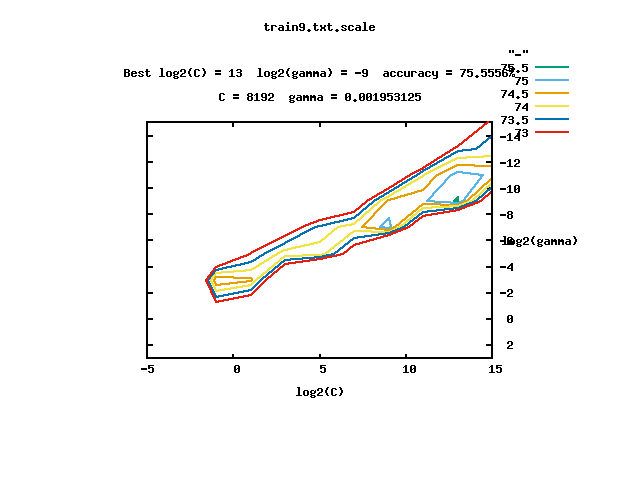 train9.txt.scale
"-"
Best log2(C) = 13 log2(gamma) = -9 accuracy = 75.5556%
75.5
75
C = 8192 gamma = 0.001953125
74.5
74
73.5
73
-14
-12
-10
-8
-6
log2(gamma)
-4
-2
0
2
-5 0 5 10 15
log2(C)